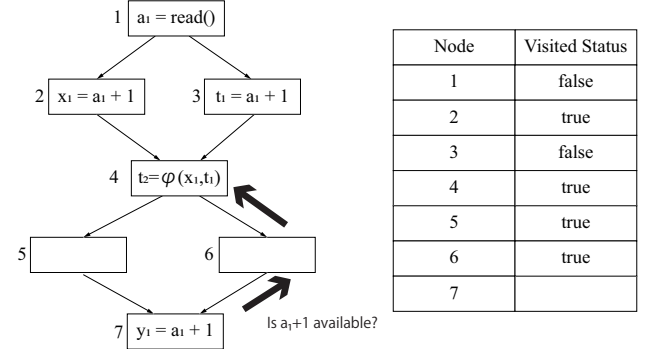 1 a₁ = read()
2 x₁ = a₁ + 1
3 t₁ = a₁ + 1
4 t₂=φ(x₁,t₁)
5
6
7 y₁ = a₁ + 1
Is a₁+1 available?
Node Visited Status
1 false
2 true
3 false
4 true
5 true
6 true
7